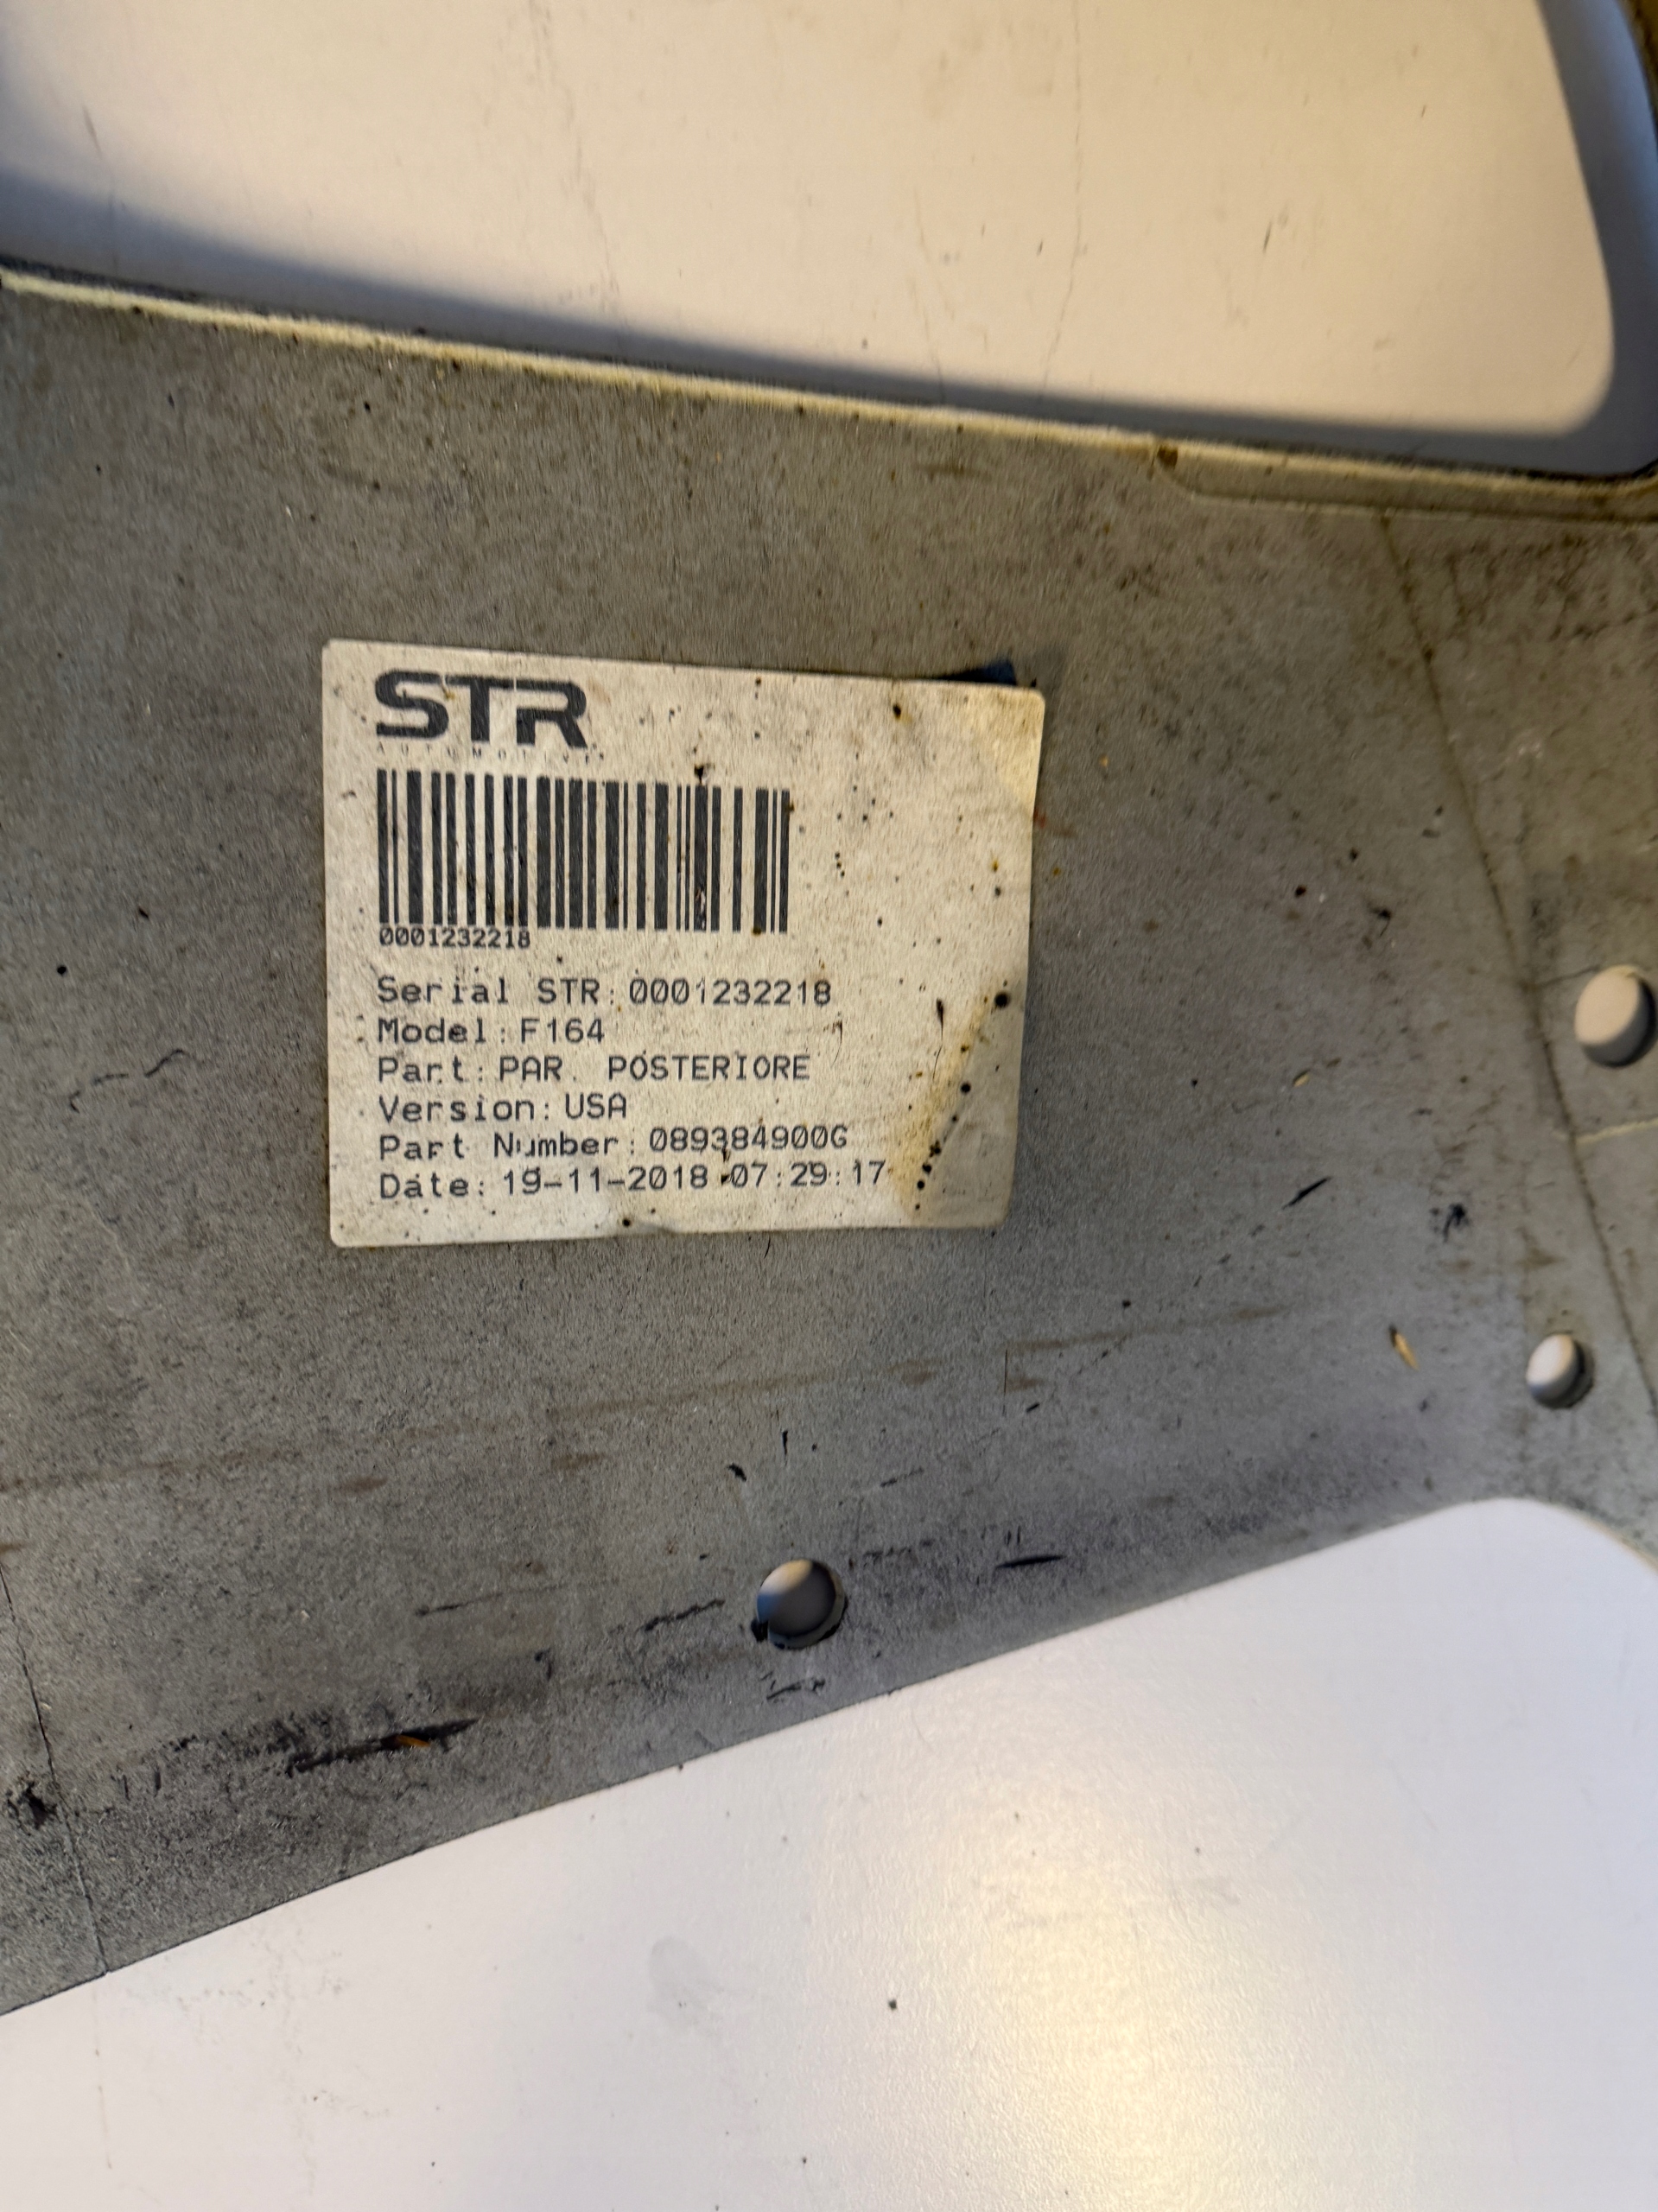 STR
AUTOMOTIVE
0001232218
Serial STR: 0001232218
Model: F164
Part: PAR. POSTERIORE
Version: USA
Part Number: 089384900G
Date: 19-11-2018 07:29:17